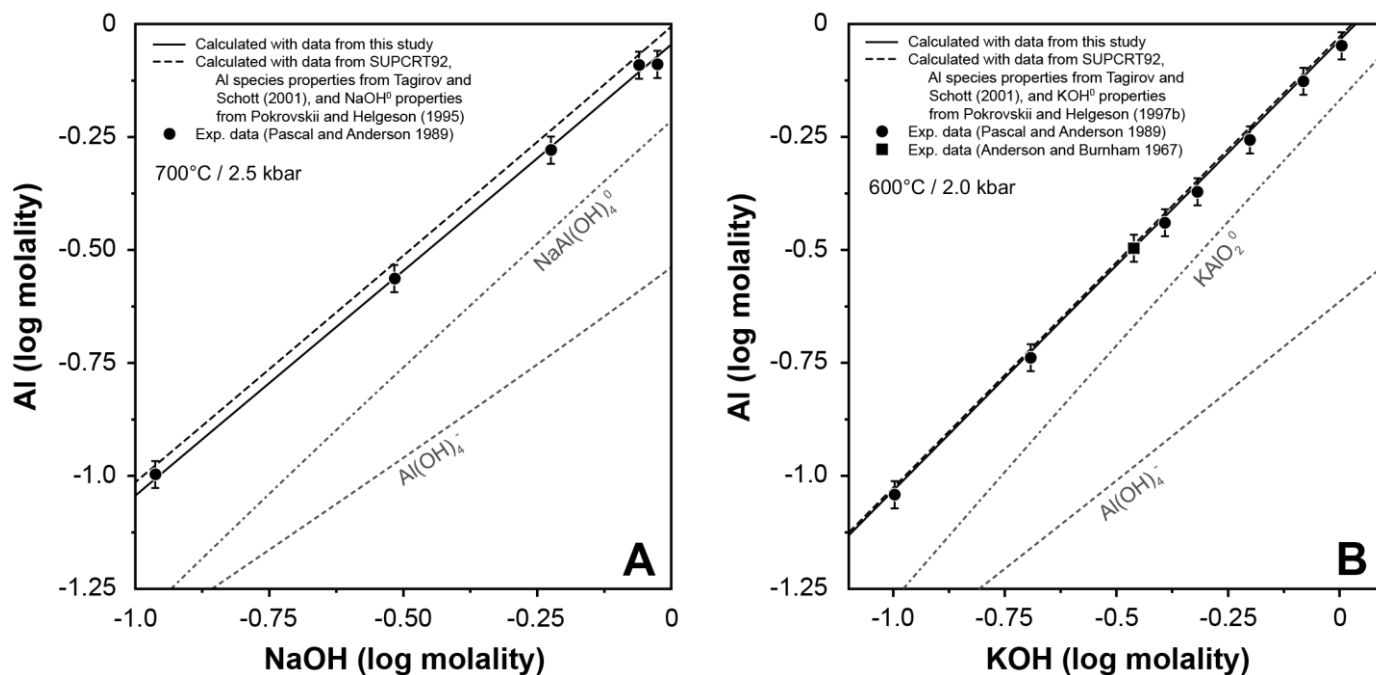 0
-0.25
-0.50
-0.75
-1.0
-1.25
Al (log molality)
Calculated with data from this study
Calculated with data from SUPCRT92,
Al species properties from Tagirov and
Schott (2001), and NaOH⁰ properties
from Pokrovskii and Helgeson (1995)
Exp. data (Pascal and Anderson 1989)
700°C / 2.5 kbar
NaAl(OH)₄⁰
Al(OH)₄⁻
A
-1.0
-0.75
-0.50
-0.25
0
NaOH (log molality)
0
-0.25
-0.5
-0.75
-1.0
-1.25
Al (log molality)
Calculated with data from this study
Calculated with data from SUPCRT92,
Al species properties from Tagirov and
Schott (2001), and KOH⁰ properties
from Pokrovskii and Helgeson (1997b)
Exp. data (Pascal and Anderson 1989)
Exp. data (Anderson and Burnham 1967)
600°C / 2.0 kbar
KAlO₂⁰
Al(OH)₄⁻
B
-1.0
-0.75
-0.50
-0.25
0
KOH (log molality)